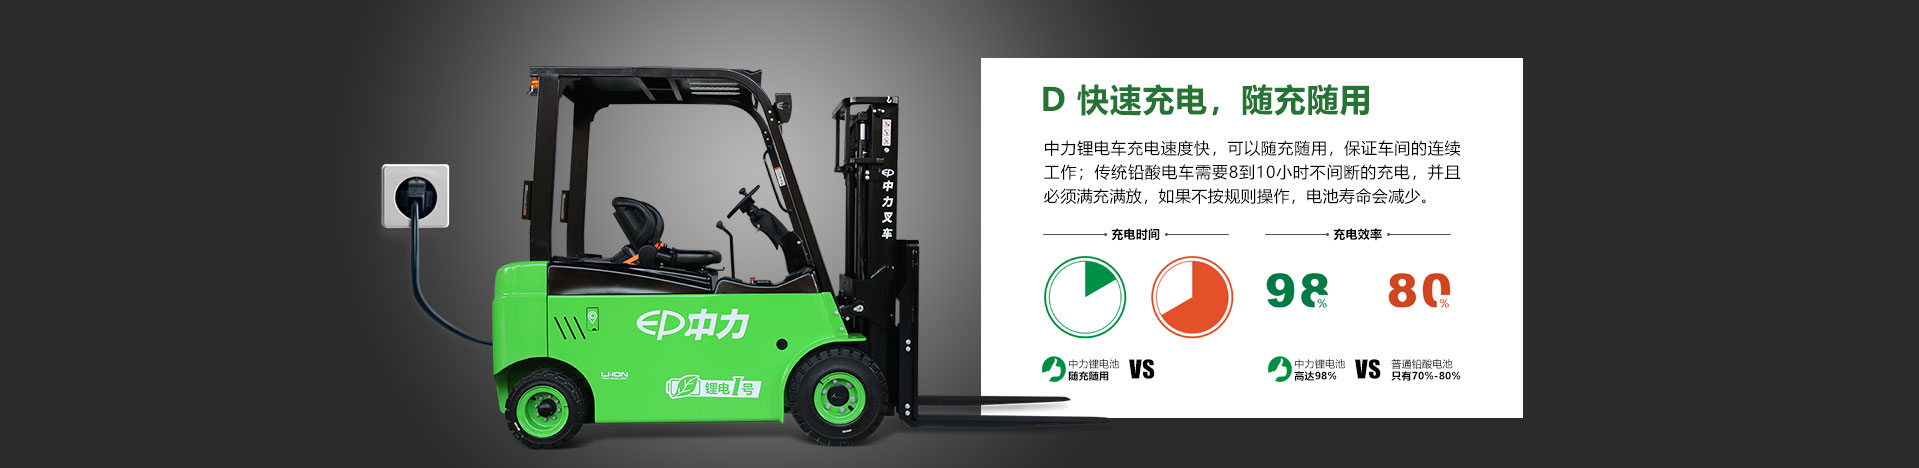 D 快速充电，随充随用
中力锂电车充电速度快，可以随充随用，保证车间的连续
工作；传统铅酸电车需要8到10小时不间断的充电，并且
必须满充满放，如果不按规则操作，电池寿命会减少。
充电时间
充电效率
98%
80%
中力锂电池
随充随用
VS
中力锂电池
高达98%
VS
普通铅酸电池
只有70%-80%
EP中力叉车
EP中力
LI-ION
锂电1号